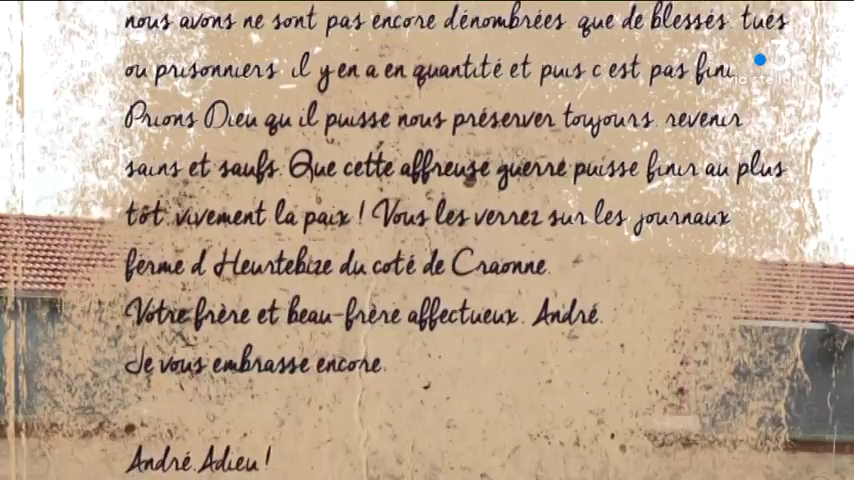 nous avons ne sont pas encore dénombrées. que de blessés. tués
ou prisonniers. il y en a en quantité et puis c est pas fini.
Prions Dieu qu il puisse nous préserver toujours. revenir
sains et saufs. Que cette affreuse guerre puisse finir au plus
tôt. vivement la paix ! Vous les verrez sur les journaux
ferme d Heurtebize du coté de Craonne.
Votre frère et beau-frère affectueux. André.
Je vous embrasse encore.
André. Adieu !
3